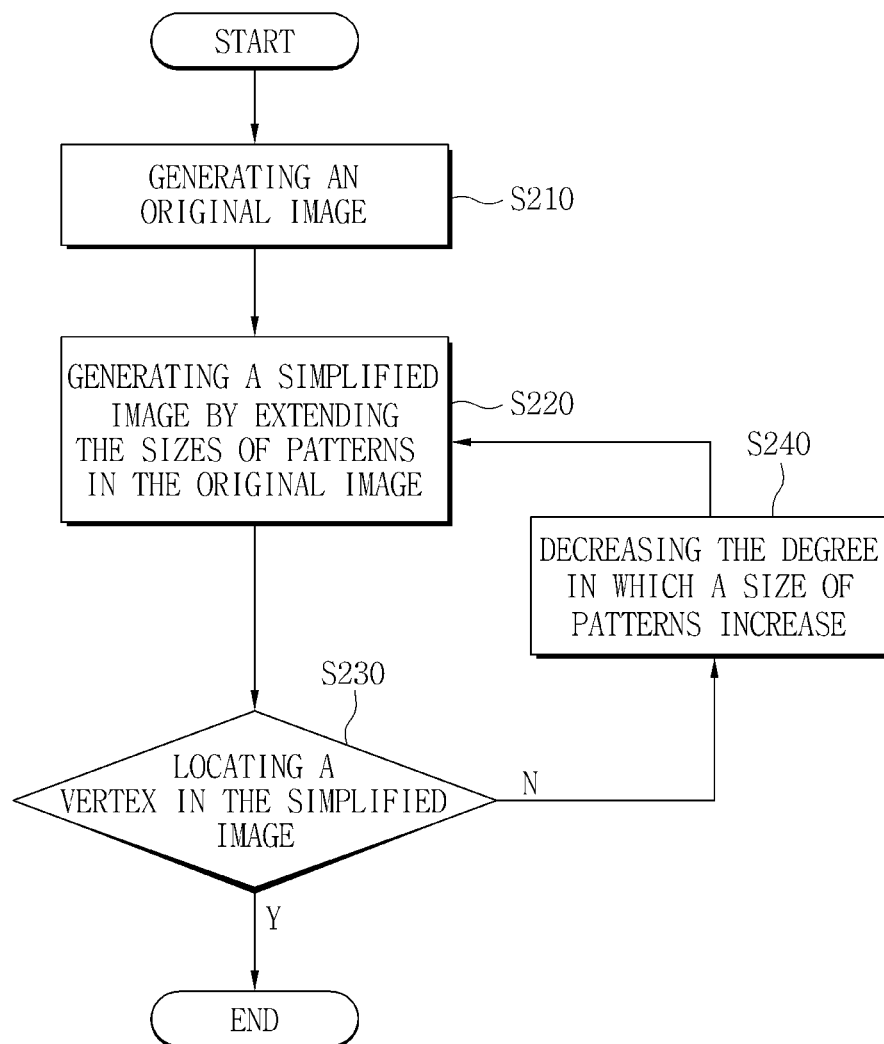 START
GENERATING AN
ORIGINAL IMAGE
S210
GENERATING A SIMPLIFIED
IMAGE BY EXTENDING
THE SIZES OF PATTERNS
IN THE ORIGINAL IMAGE
S220
S240
DECREASING THE DEGREE
IN WHICH A SIZE OF
PATTERNS INCREASE
S230
LOCATING A
VERTEX IN THE SIMPLIFIED
IMAGE
N
Y
END